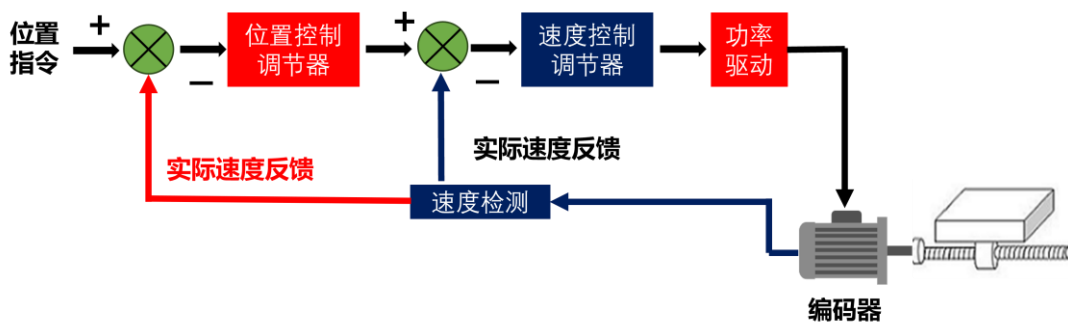 位置
指令
+
−
位置控制
调节器
+
−
速度控制
调节器
功率
驱动
实际速度反馈
实际速度反馈
速度检测
编码器